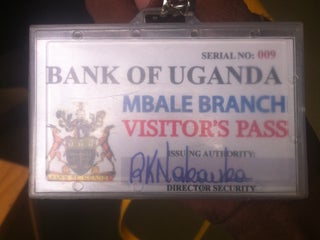 SERIAL NO: 009
BANK OF UGANDA
MBALE BRANCH
VISITOR'S PASS
ISSUING AUTHORITY:
DIRECTOR SECURITY